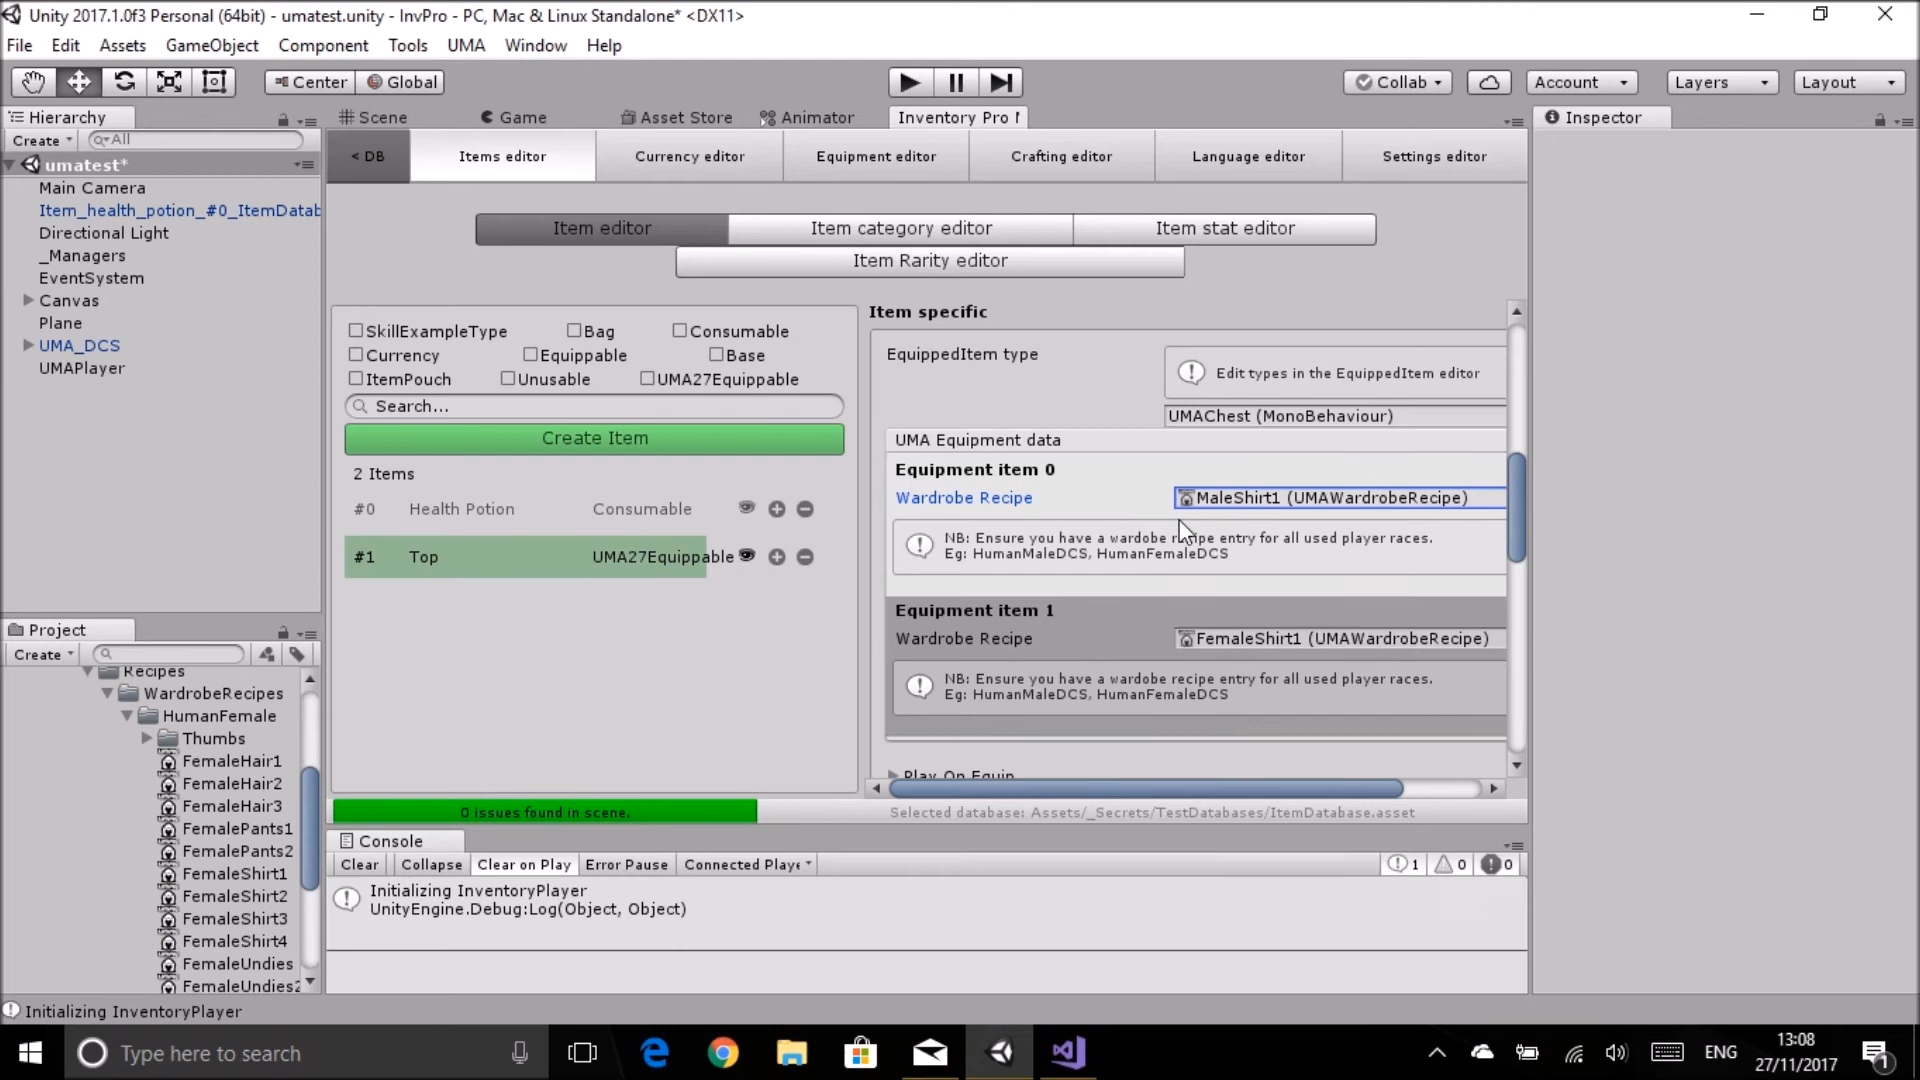 Unity 2017.1.0f3 Personal (64bit) - umatest.unity - InvPro - PC, Mac & Linux Standalone* <DX11>
File Edit Assets GameObject Component Tools UMA Window Help
Center Global Collab Account Layers Layout
Hierarchy
Create All
umatest*
Main Camera
Item_health_potion_#0_ItemDatab
Directional Light
_Managers
EventSystem
Canvas
Plane
UMA_DCS
UMAPlayer
Scene Game Asset Store Animator Inventory Pro
< DB Items editor Currency editor Equipment editor Crafting editor Language editor Settings editor
Item editor Item category editor Item stat editor
Item Rarity editor
SkillExampleType Bag Consumable
Currency Equippable Base
ItemPouch Unusable UMA27Equippable
Search...
Create Item
2 Items
#0 Health Potion Consumable
#1 Top UMA27Equippable
Item specific
EquippedItem type
Edit types in the EquippedItem editor
UMAChest (MonoBehaviour)
UMA Equipment data
Equipment item 0
Wardrobe Recipe MaleShirt1 (UMAWardrobeRecipe)
NB: Ensure you have a wardobe recipe entry for all used player races.
Eg: HumanMaleDCS, HumanFemaleDCS
Equipment item 1
Wardrobe Recipe FemaleShirt1 (UMAWardrobeRecipe)
NB: Ensure you have a wardobe recipe entry for all used player races.
Eg: HumanMaleDCS, HumanFemaleDCS
Play On Equip
0 issues found in scene.
Selected database: Assets/_Secrets/TestDatabases/ItemDatabase.asset
Inspector
Project
Create
Recipes
WardrobeRecipes
HumanFemale
Thumbs
FemaleHair1
FemaleHair2
FemaleHair3
FemalePants1
FemalePants2
FemaleShirt1
FemaleShirt2
FemaleShirt3
FemaleShirt4
FemaleUndies
FemaleUndies2
Console
Clear Collapse Clear on Play Error Pause Connected Playe 1 0 0
Initializing InventoryPlayer
UnityEngine.Debug:Log(Object, Object)
Initializing InventoryPlayer
Type here to search
ENG
13:08
27/11/2017
1